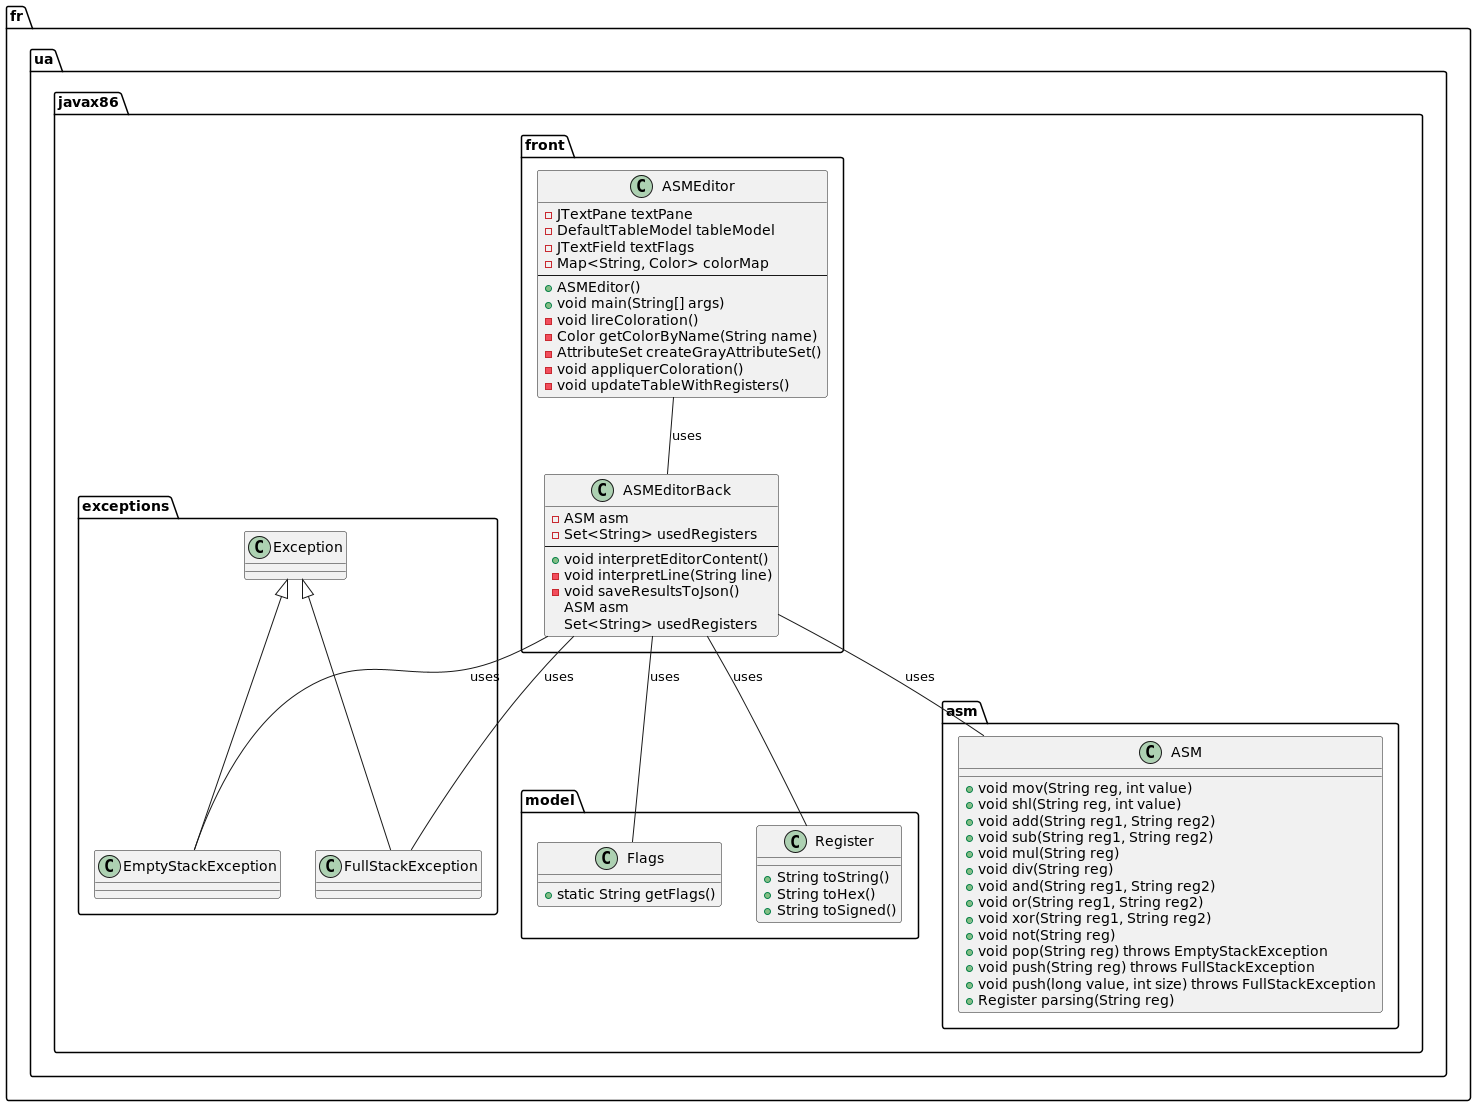 fr
ua
javax86
front
C ASMEditor
JTextPane textPane
DefaultTableModel tableModel
JTextField textFlags
Map<String, Color> colorMap
ASMEditor()
void main(String[] args)
void lireColoration()
Color getColorByName(String name)
AttributeSet createGrayAttributeSet()
void appliquerColoration()
void updateTableWithRegisters()
uses
C ASMEditorBack
ASM asm
Set<String> usedRegisters
void interpretEditorContent()
void interpretLine(String line)
void saveResultsToJson()
ASM asm
Set<String> usedRegisters
exceptions
C Exception
uses
uses
uses
uses
uses
C EmptyStackException
C FullStackException
model
C Flags
static String getFlags()
C Register
String toString()
String toHex()
String toSigned()
asm
C ASM
void mov(String reg, int value)
void shl(String reg, int value)
void add(String reg1, String reg2)
void sub(String reg1, String reg2)
void mul(String reg)
void div(String reg)
void and(String reg1, String reg2)
void or(String reg1, String reg2)
void xor(String reg1, String reg2)
void not(String reg)
void pop(String reg) throws EmptyStackException
void push(String reg) throws FullStackException
void push(long value, int size) throws FullStackException
Register parsing(String reg)